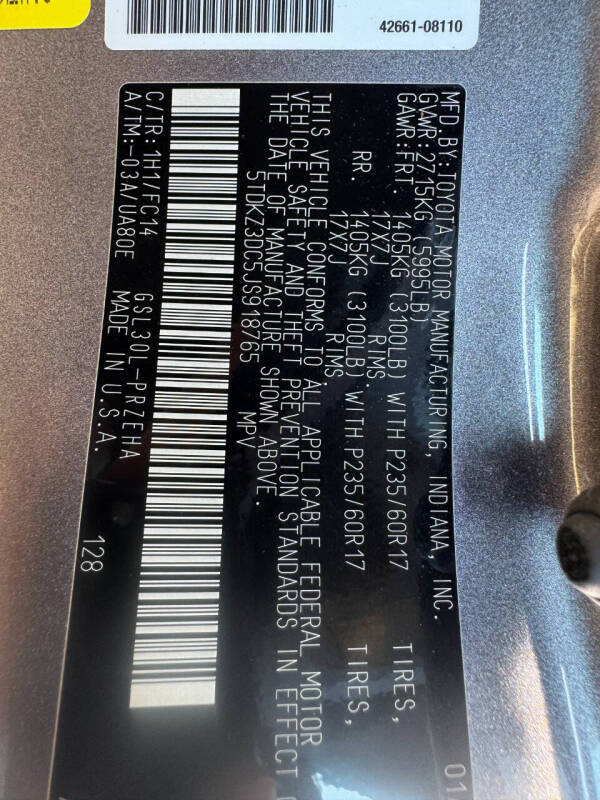 42661-08110
MFD.BY:TOYOTA MOTOR MANUFACTURING, INDIANA, INC. 01
GVWR:2715KG (5995LB)
GAWR:FRT. 1405KG (3100LB) WITH P235/60R17 TIRES,
17X7J RIMS.
RR. 1405KG (3100LB) WITH P235/60R17 TIRES,
17X7J RIMS.
THIS VEHICLE CONFORMS TO ALL APPLICABLE FEDERAL MOTOR
VEHICLE SAFETY AND THEFT PREVENTION STANDARDS IN EFFECT
THE DATE OF MANUFACTURE SHOWN ABOVE.
5TDKZ3DC5JS918765 MPV
C/TR:1H1/FC14 GSL30L-PRZEHA 128
A/TM:-03A/UA80E MADE IN U.S.A.